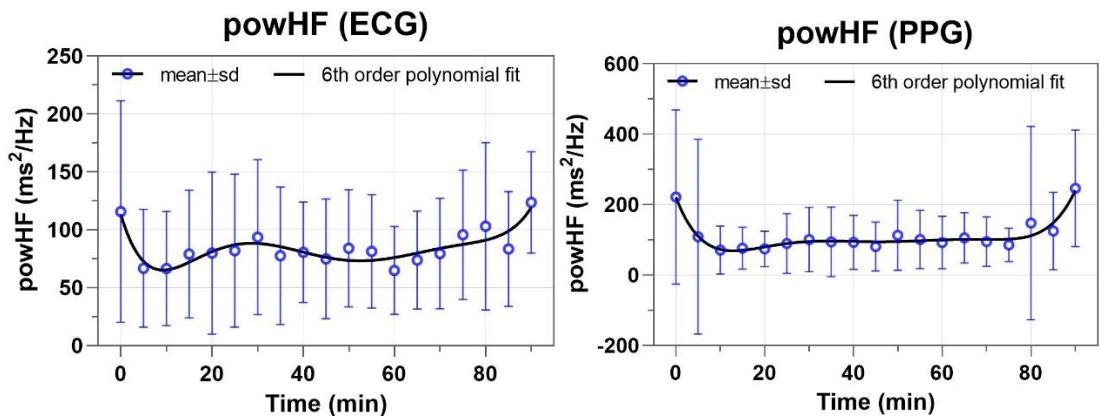 powHF (ECG)
250
mean±sd
6th order polynomial fit
200
150
100
50
0
powHF (ms²/Hz)
0 20 40 60 80
Time (min)
powHF (PPG)
600
mean±sd
6th order polynomial fit
400
200
0
-200
powHF (ms²/Hz)
0 20 40 60 80
Time (min)